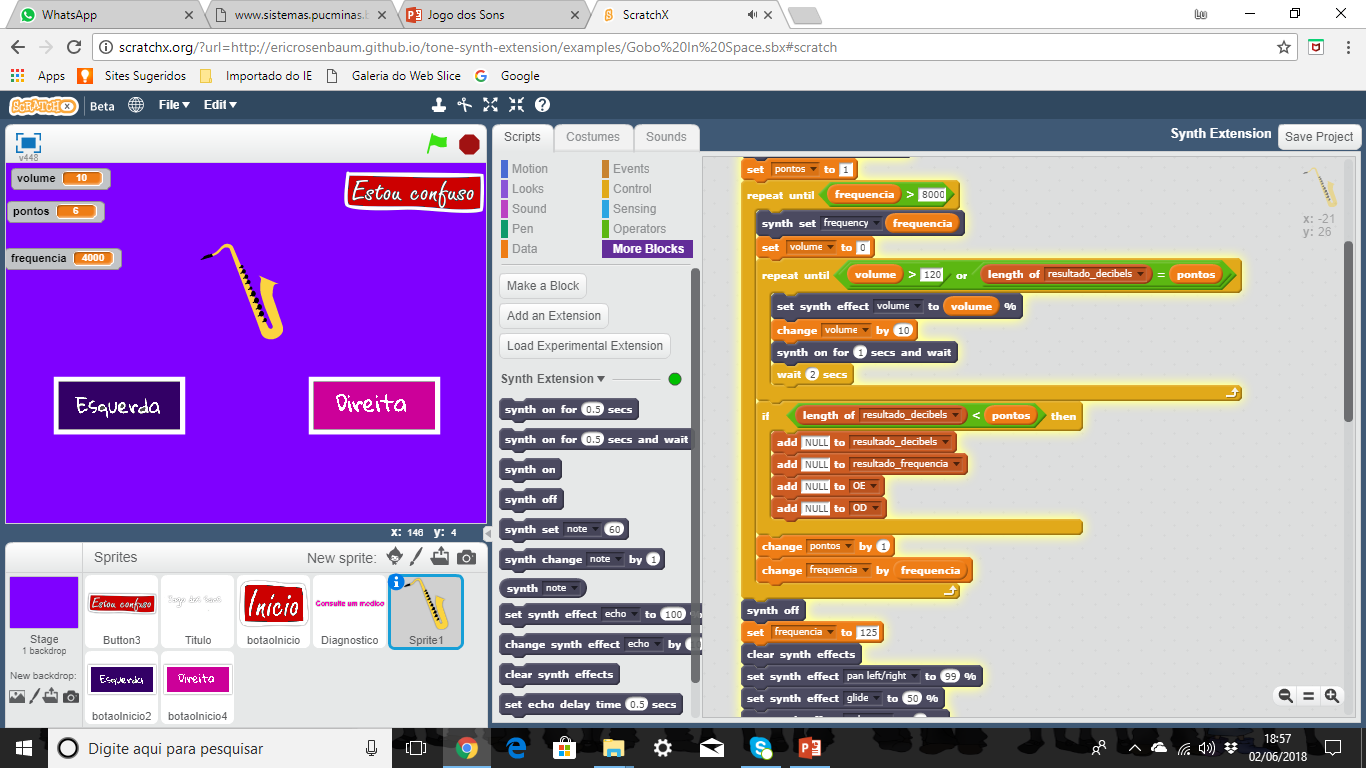 WhatsApp
www.sistemas.pucminas.b
Jogo dos Sons
ScratchX
Lu
scratchx.org/?url=http://ericrosenbaum.github.io/tone-synth-extension/examples/Gobo%20In%20Space.sbx#scratch
Apps
Sites Sugeridos
Importado do IE
Galeria do Web Slice
Google
SCRATCH X
Beta
File
Edit
v448
Scripts
Costumes
Sounds
Synth Extension
Save Project
volume 10
pontos 6
frequencia 4000
Estou confuso
Esquerda
Direita
x: 146 y: 4
Motion
Events
Looks
Control
Sound
Sensing
Pen
Operators
Data
More Blocks
Make a Block
Add an Extension
Load Experimental Extension
Synth Extension
synth on for 0.5 secs
synth on for 0.5 secs and wait
synth on
synth off
synth set note 60
synth change note by 1
synth note
set synth effect echo to 100
change synth effect echo by
clear synth effects
set echo delay time 0.5 secs
set pontos to 1
repeat until frequencia > 8000
synth set frequency frequencia
set volume to 0
repeat until volume > 120 or length of resultado_decibels = pontos
set synth effect volume to volume %
change volume by 10
synth on for 1 secs and wait
wait 2 secs
if length of resultado_decibels < pontos then
add NULL to resultado_decibels
add NULL to resultado_frequencia
add NULL to OE
add NULL to OD
change pontos by 1
change frequencia by frequencia
synth off
set frequencia to 125
clear synth effects
set synth effect pan left/right to 99 %
set synth effect glide to 50 %
x: -21
y: 26
Sprites
New sprite:
Stage
1 backdrop
New backdrop:
Estou confuso
Button3
Titulo
Início
botaoInicio
Consulte um medico
Diagnostico
Sprite1
Esquerda
botaoInicio2
Direita
botaoInicio4
Digite aqui para pesquisar
18:57
02/06/2018